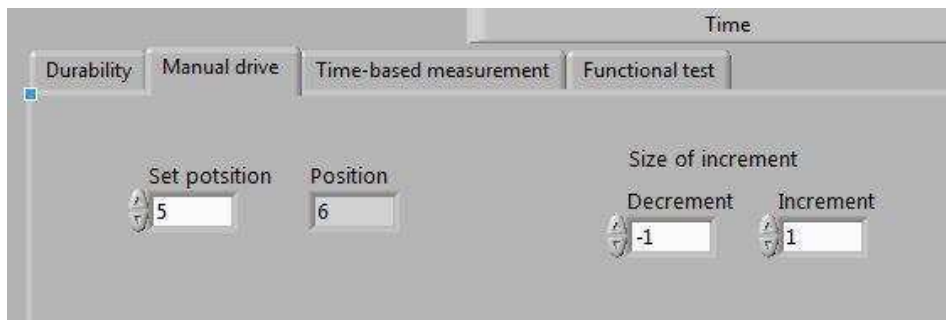 Time
Durability Manual drive Time-based measurement Functional test
Size of increment
Set potsition Position Decrement Increment
5 6 -1 1